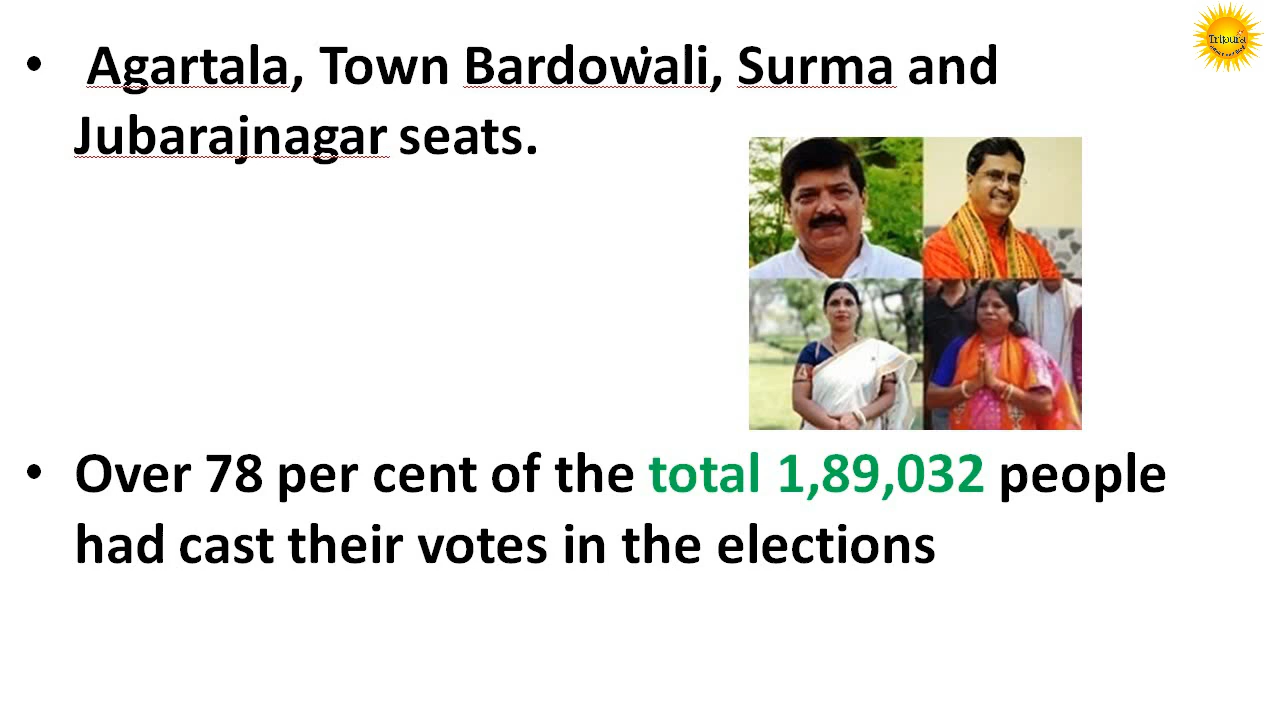 • Agartala, Town Bardowali, Surma and
Jubarajnagar seats.
• Over 78 per cent of the total 1,89,032 people
had cast their votes in the elections
Tripura